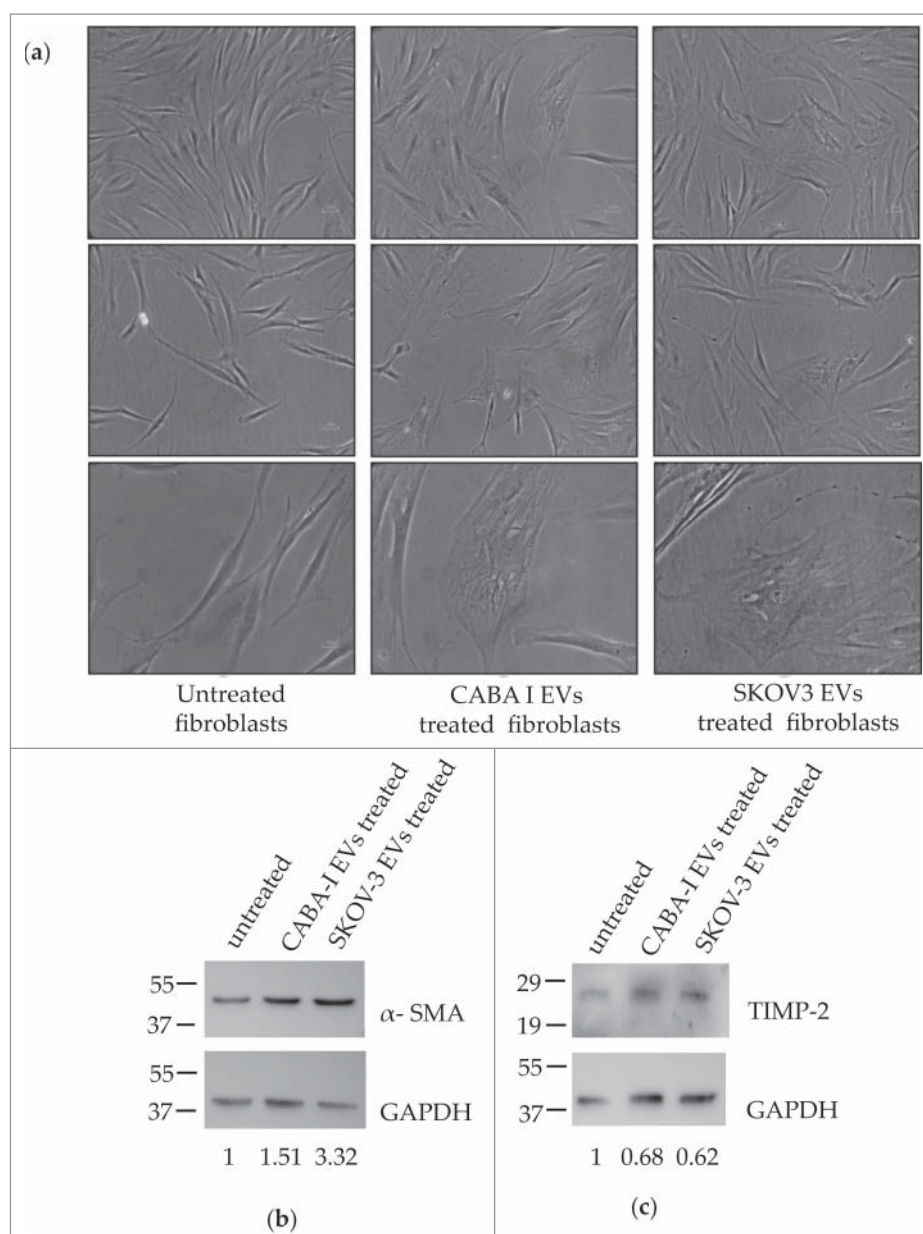 (a)
Untreated
fibroblasts
CABA I EVs
treated fibroblasts
SKOV3 EVs
treated fibroblasts
untreated
CABA-I EVs treated
SKOV-3 EVs treated
55
37
α- SMA
55
37
GAPDH
1 1.51 3.32
(b)
untreated
CABA-I EVs treated
SKOV-3 EVs treated
29
19
TIMP-2
55
37
GAPDH
1 0.68 0.62
(c)